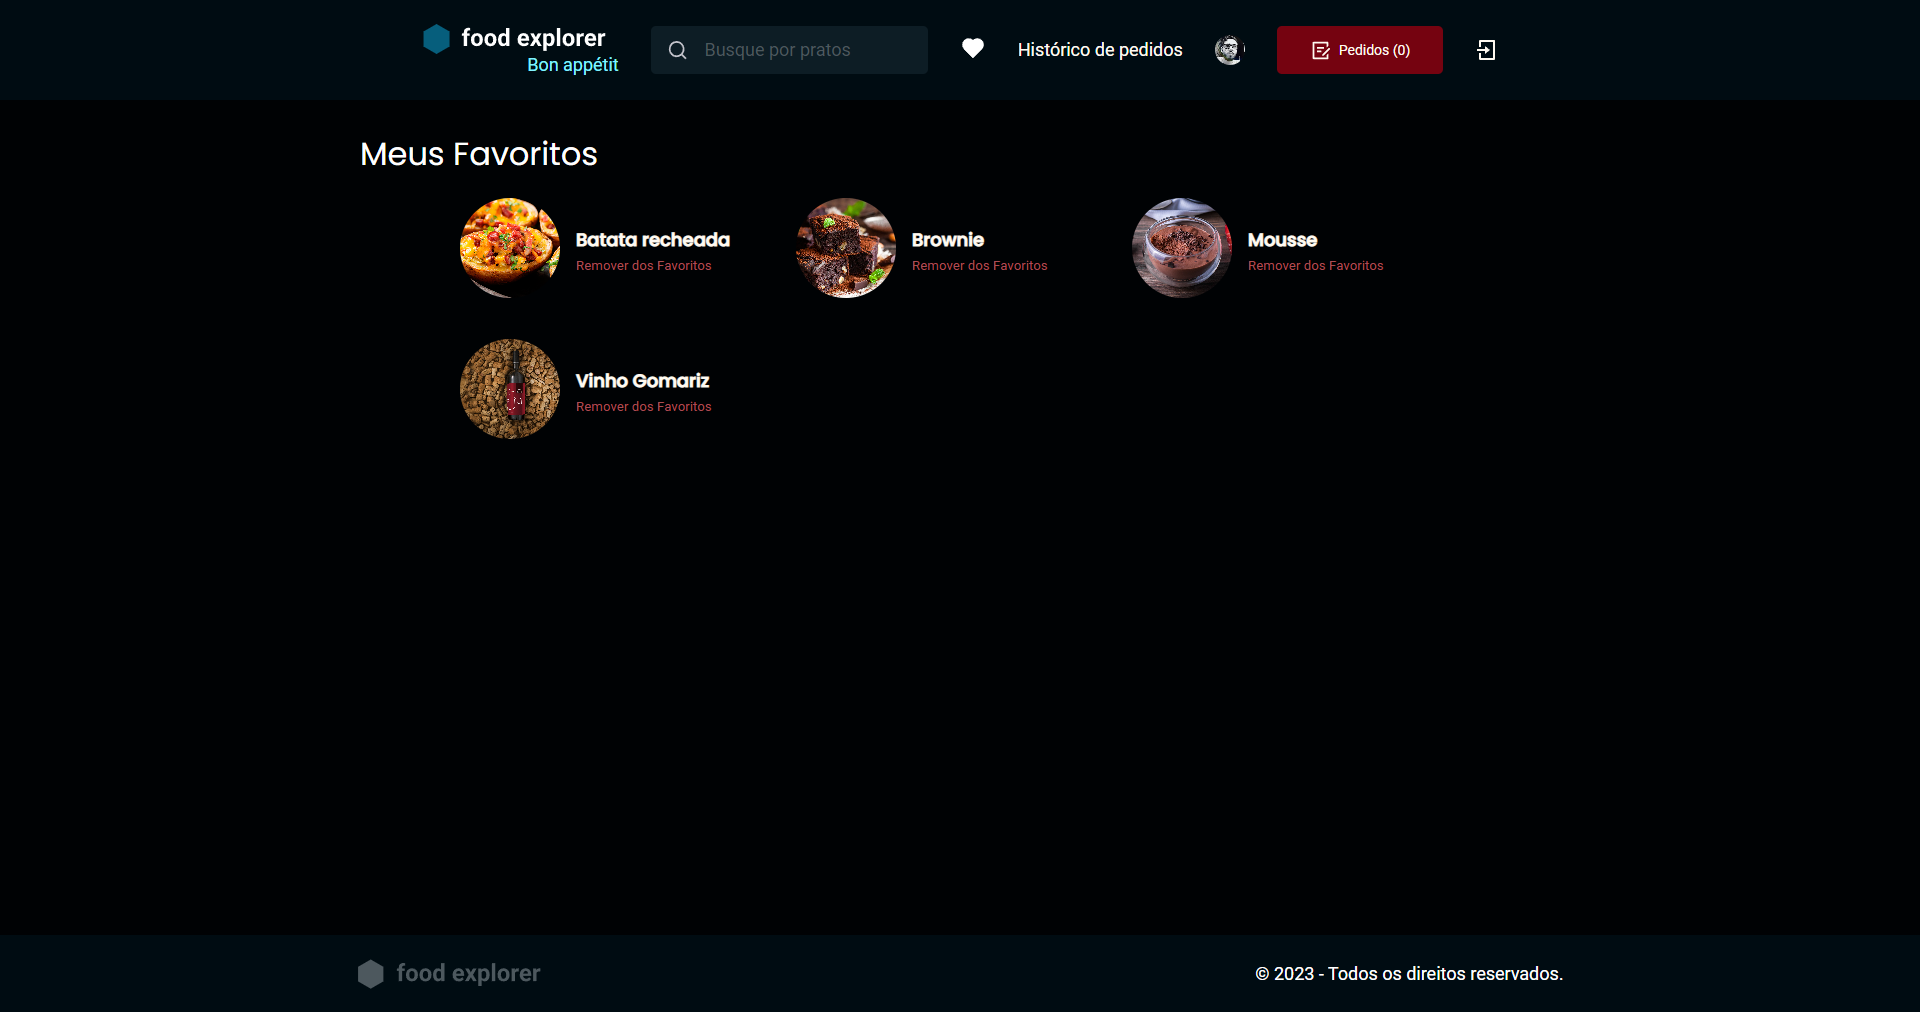 food explorer
Bon appétit
Busque por pratos
Histórico de pedidos
Pedidos (0)
Meus Favoritos
Batata recheada
Remover dos Favoritos
Brownie
Remover dos Favoritos
Mousse
Remover dos Favoritos
Vinho Gomariz
Remover dos Favoritos
food explorer
© 2023 - Todos os direitos reservados.